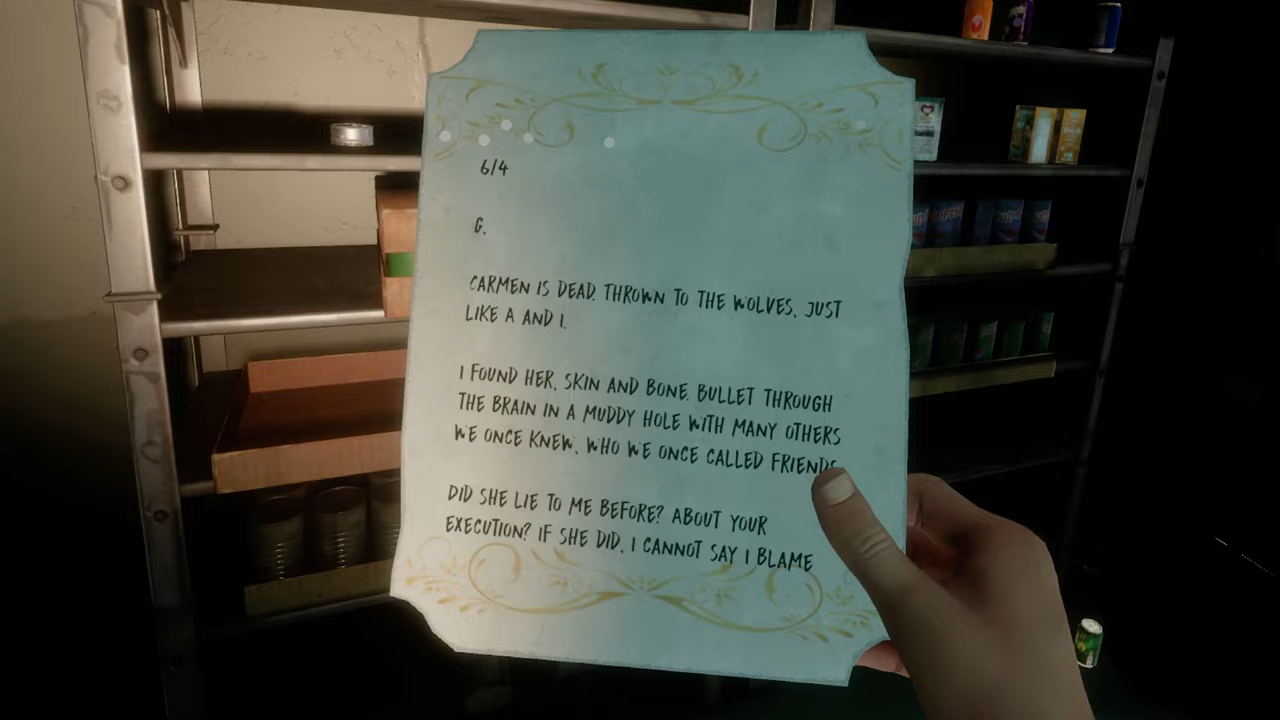 6/4
G.
CARMEN IS DEAD. THROWN TO THE WOLVES, JUST
LIKE A AND I.
I FOUND HER, SKIN AND BONE. BULLET THROUGH
THE BRAIN IN A MUDDY HOLE WITH MANY OTHERS
WE ONCE KNEW, WHO WE ONCE CALLED FRIENDS.
DID SHE LIE TO ME BEFORE? ABOUT YOUR
EXECUTION? IF SHE DID, I CANNOT SAY I BLAME